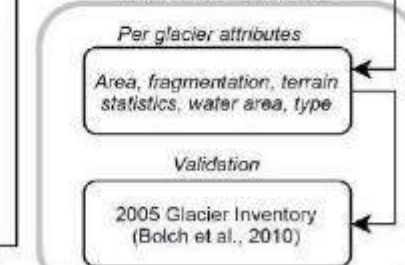 Per glacier attributes
Area, fragmentation, terrain
statistics, water area, type
Validation
2005 Glacier Inventory
(Bolch et al., 2010)